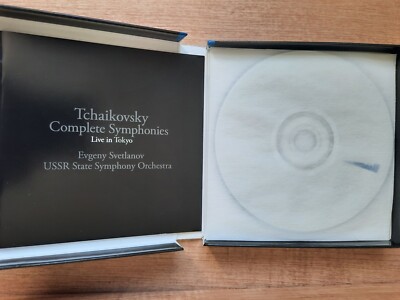 Tchaikovsky
Complete Symphonies
Live in Tokyo
Evgeny Svetlanov
USSR State Symphony Orchestra